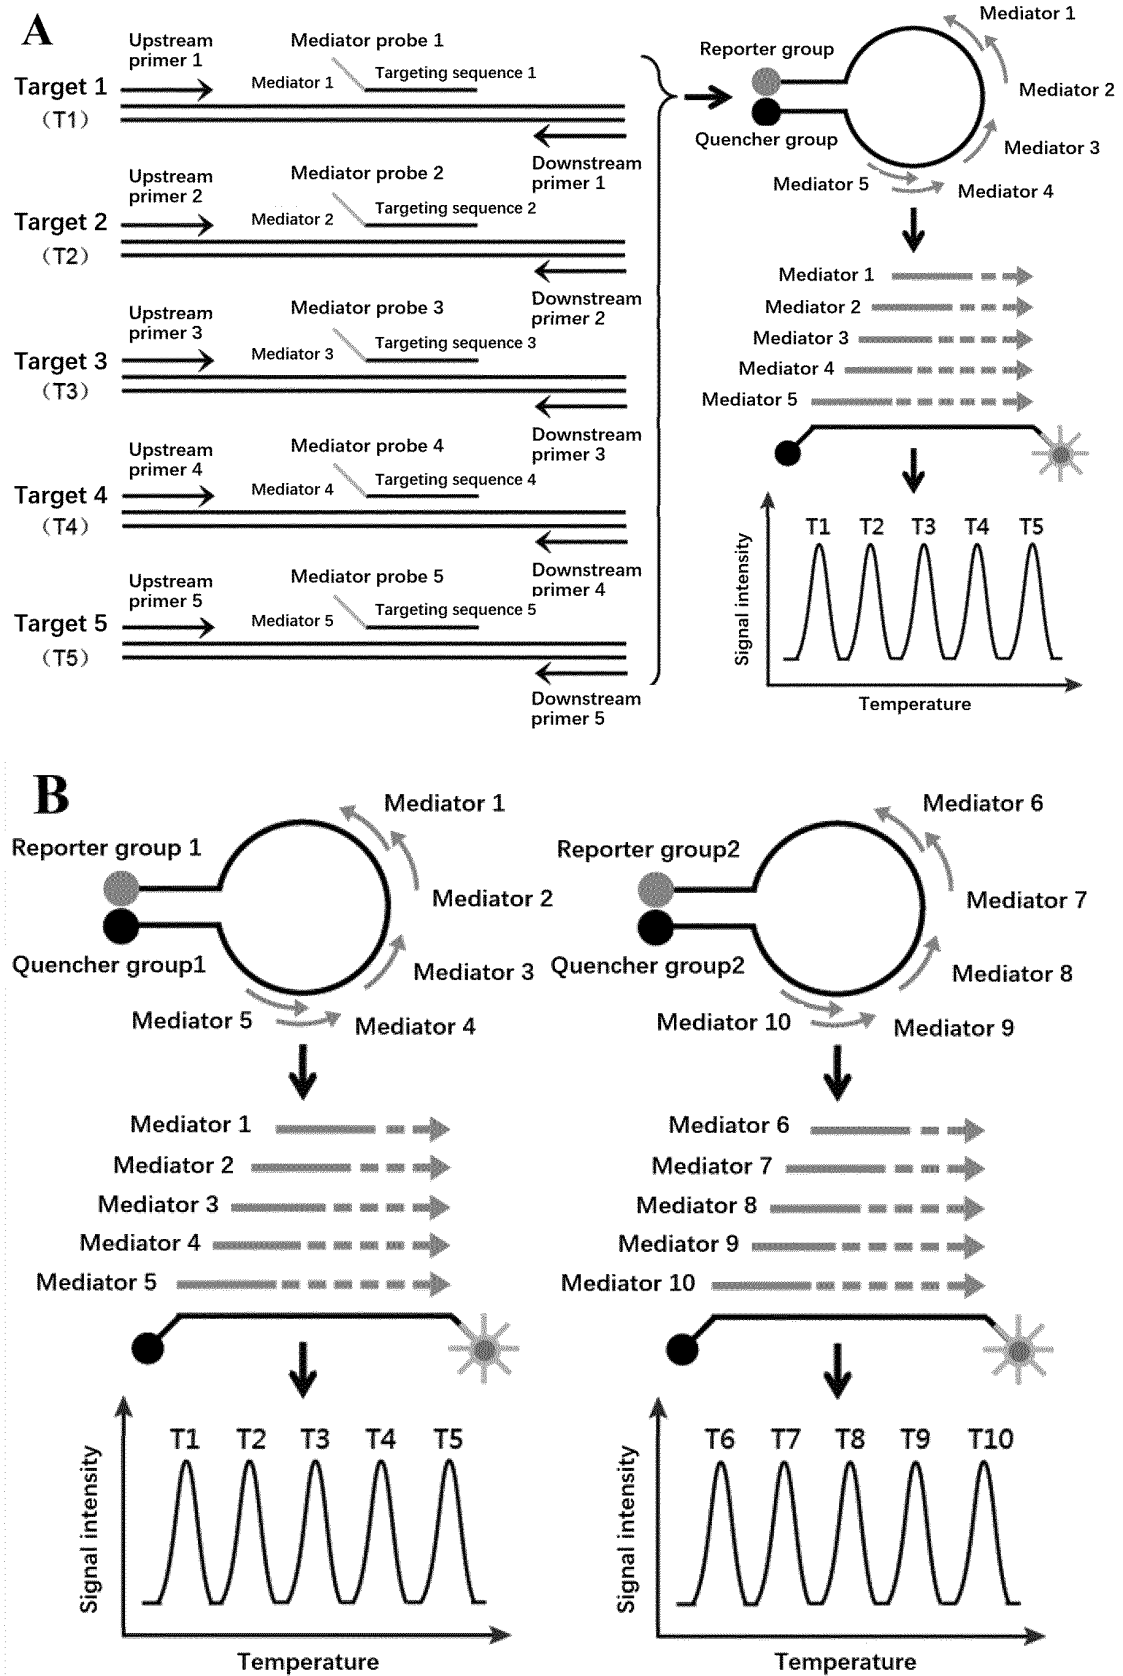 A
Upstream
primer 1
Mediator probe 1
Mediator 1
Targeting sequence 1
Target 1
(T1)
Downstream
primer 1
Upstream
primer 2
Mediator probe 2
Mediator 2
Targeting sequence 2
Target 2
(T2)
Downstream
primer 2
Upstream
primer 3
Mediator probe 3
Mediator 3
Targeting sequence 3
Target 3
(T3)
Downstream
primer 3
Upstream
primer 4
Mediator probe 4
Mediator 4
Targeting sequence 4
Target 4
(T4)
Downstream
primer 4
Upstream
primer 5
Mediator probe 5
Mediator 5
Targeting sequence 5
Target 5
(T5)
Downstream
primer 5
Mediator 1
Reporter group
Mediator 2
Quencher group
Mediator 3
Mediator 5
Mediator 4
Mediator 1
Mediator 2
Mediator 3
Mediator 4
Mediator 5
T1 T2 T3 T4 T5
Signal intensity
Temperature
B
Mediator 1
Reporter group 1
Mediator 2
Quencher group1
Mediator 3
Mediator 5
Mediator 4
Mediator 1
Mediator 2
Mediator 3
Mediator 4
Mediator 5
T1 T2 T3 T4 T5
Signal intensity
Temperature
Mediator 6
Reporter group2
Mediator 7
Quencher group2
Mediator 8
Mediator 10
Mediator 9
Mediator 6
Mediator 7
Mediator 8
Mediator 9
Mediator 10
T6 T7 T8 T9 T10
Signal intensity
Temperature